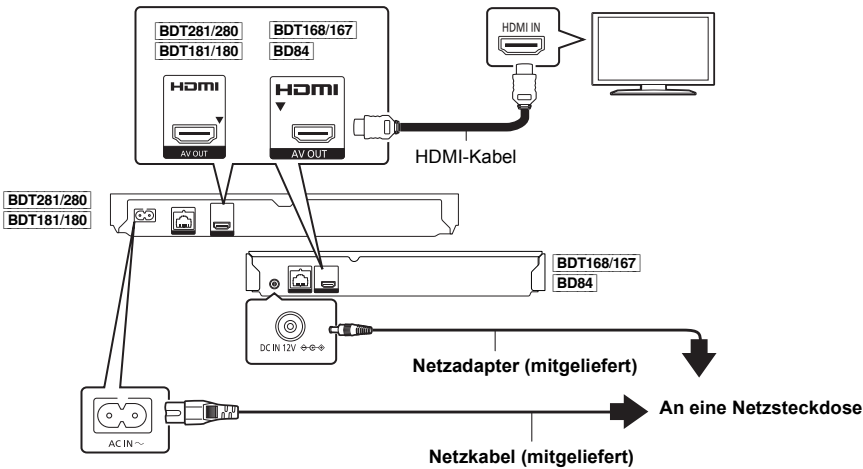 BDT281/280
BDT181/180
BDT168/167
BD84
HDMI IN
HDMI
AV OUT
HDMI
AV OUT
HDMI-Kabel
BDT281/280
BDT181/180
BDT168/167
BD84
DC IN 12V
Netzadapter (mitgeliefert)
An eine Netzsteckdose
AC IN ~
Netzkabel (mitgeliefert)